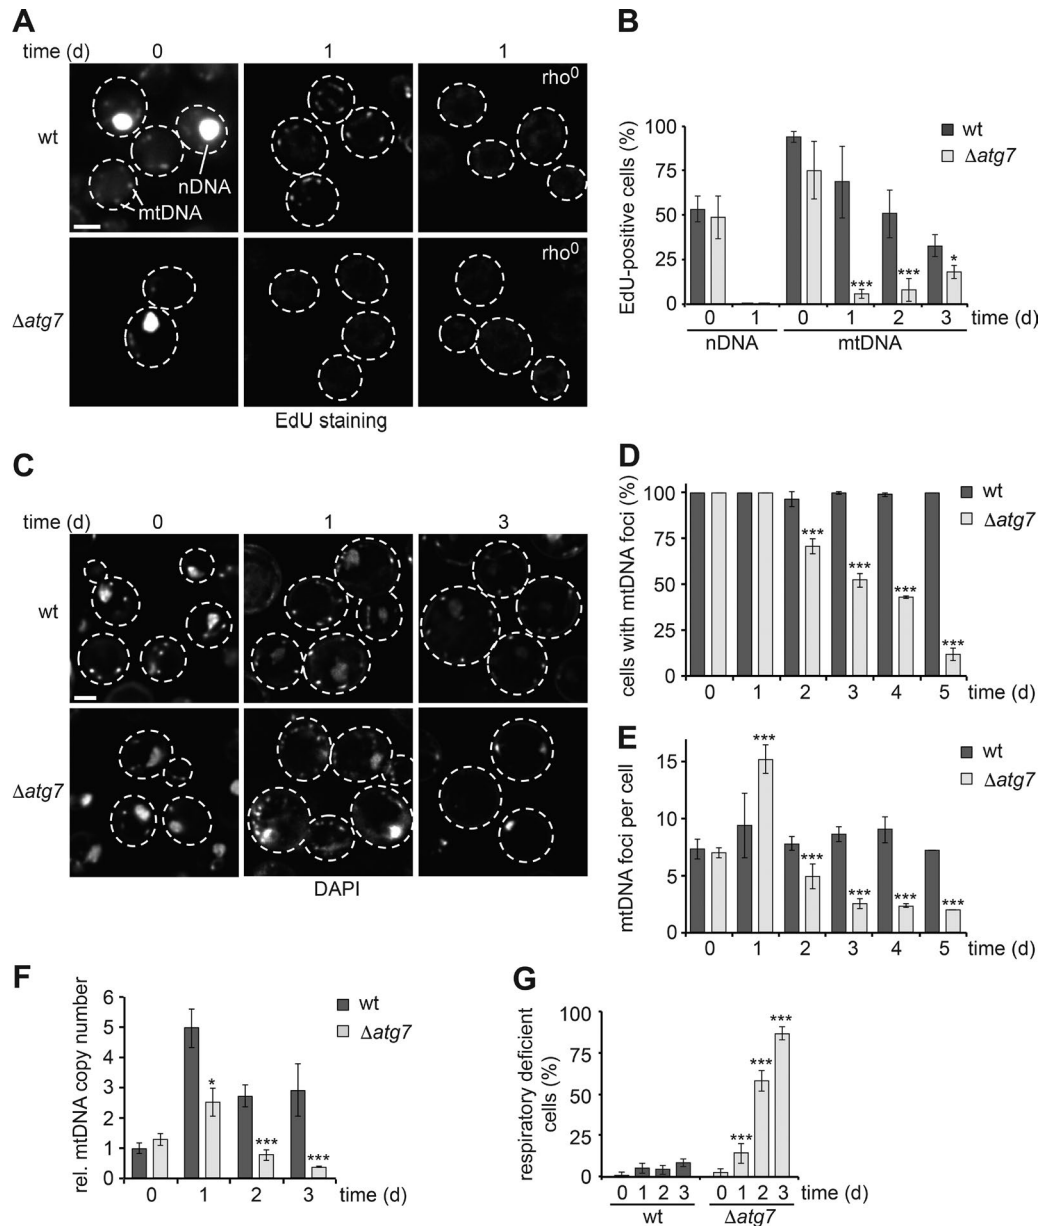 A
time (d) 0 1 1
wt
rho0
nDNA
mtDNA
Δatg7
rho0
EdU staining
B
EdU-positive cells (%)
100
75
50
25
0
wt
Δatg7
***
***
*
0 1 0 1 2 3 time (d)
nDNA mtDNA
C
time (d) 0 1 3
wt
Δatg7
DAPI
D
cells with mtDNA foci (%)
100
75
50
25
0
wt
Δatg7
***
***
***
***
0 1 2 3 4 5 time (d)
E
mtDNA foci per cell
15
10
5
0
wt
Δatg7
***
***
***
***
***
0 1 2 3 4 5 time (d)
F
rel. mtDNA copy number
6
5
4
3
2
1
0
wt
Δatg7
*
***
***
0 1 2 3 time (d)
G
respiratory deficient
cells (%)
100
75
50
25
0
***
***
***
0 1 2 3 0 1 2 3 time (d)
wt Δatg7